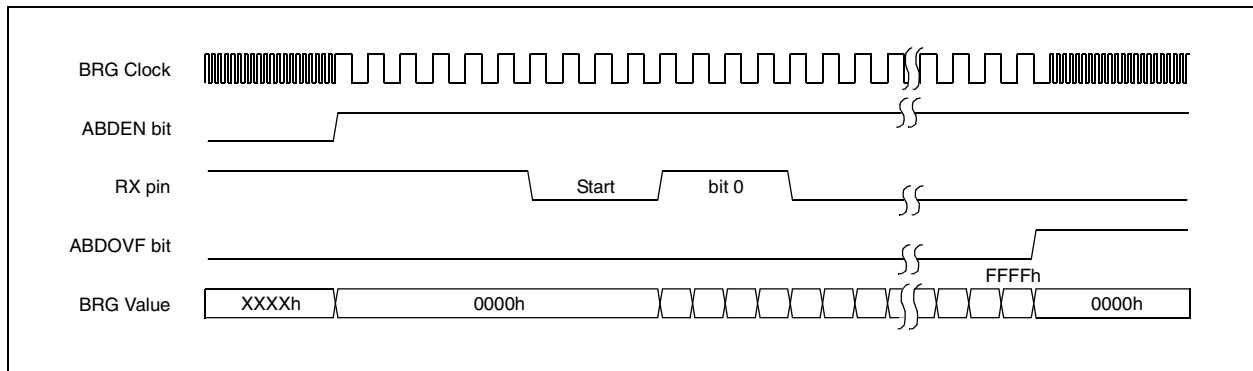 BRG Clock
ABDEN bit
RX pin
Start
bit 0
ABDOVF bit
FFFFh
BRG Value
XXXXh
0000h
0000h